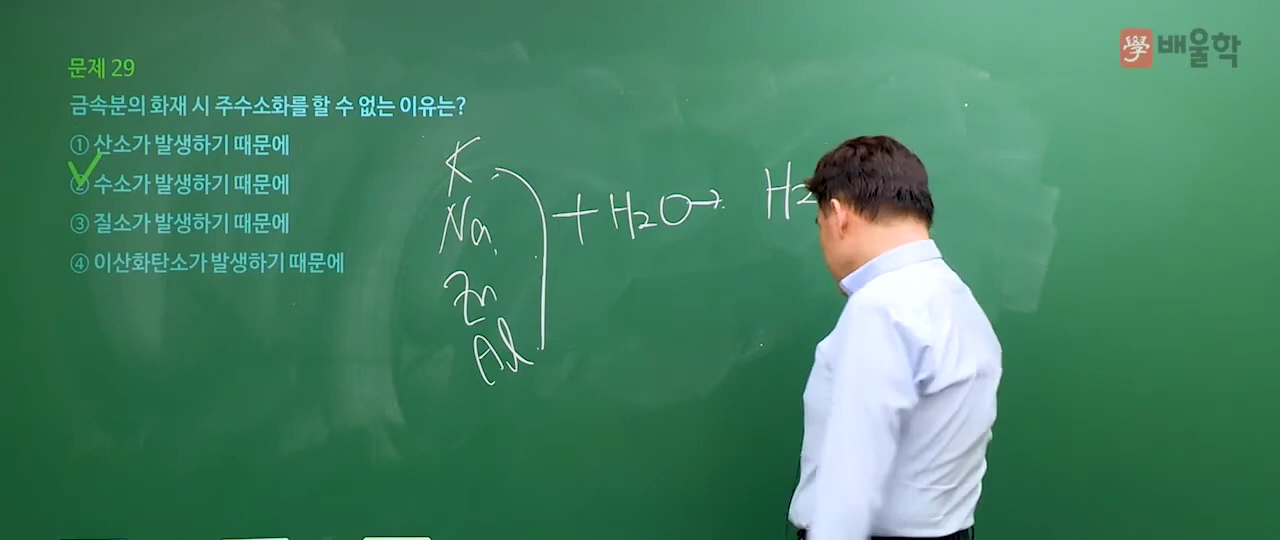 學 배울학
문제 29
금속분의 화재 시 주수소화를 할 수 없는 이유는?
① 산소가 발생하기 때문에
② 수소가 발생하기 때문에
③ 질소가 발생하기 때문에
④ 이산화탄소가 발생하기 때문에
K
Na
Zn
Al
+ H₂O → H₂